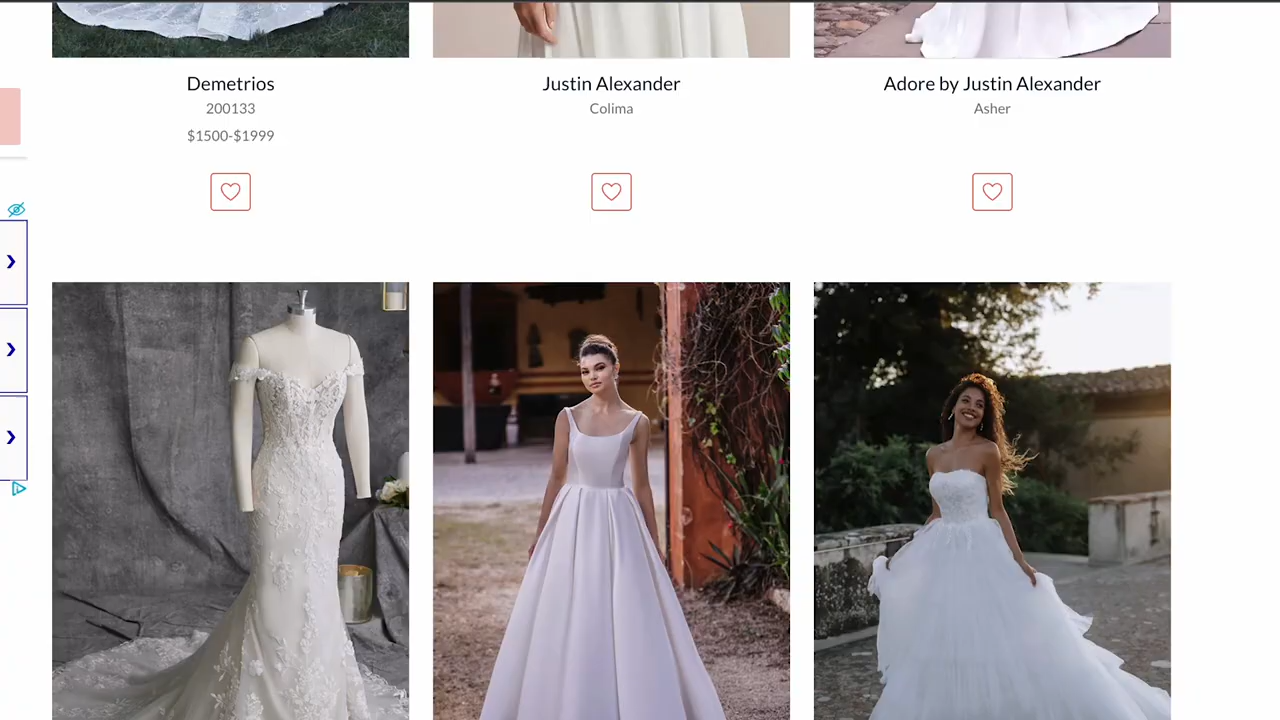 Demetrios
200133
$1500-$1999
Justin Alexander
Colima
Adore by Justin Alexander
Asher